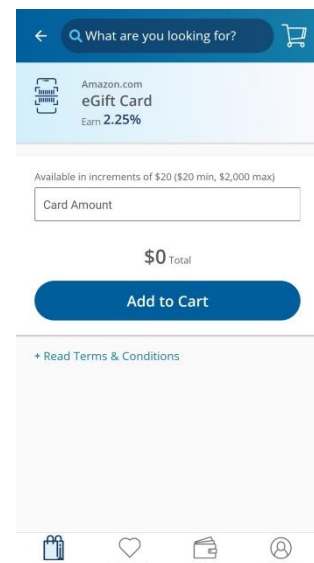 What are you looking for?
Amazon.com
eGift Card
Earn 2.25%
Available in increments of $20 ($20 min, $2,000 max)
Card Amount
$0 Total
Add to Cart
+ Read Terms & Conditions